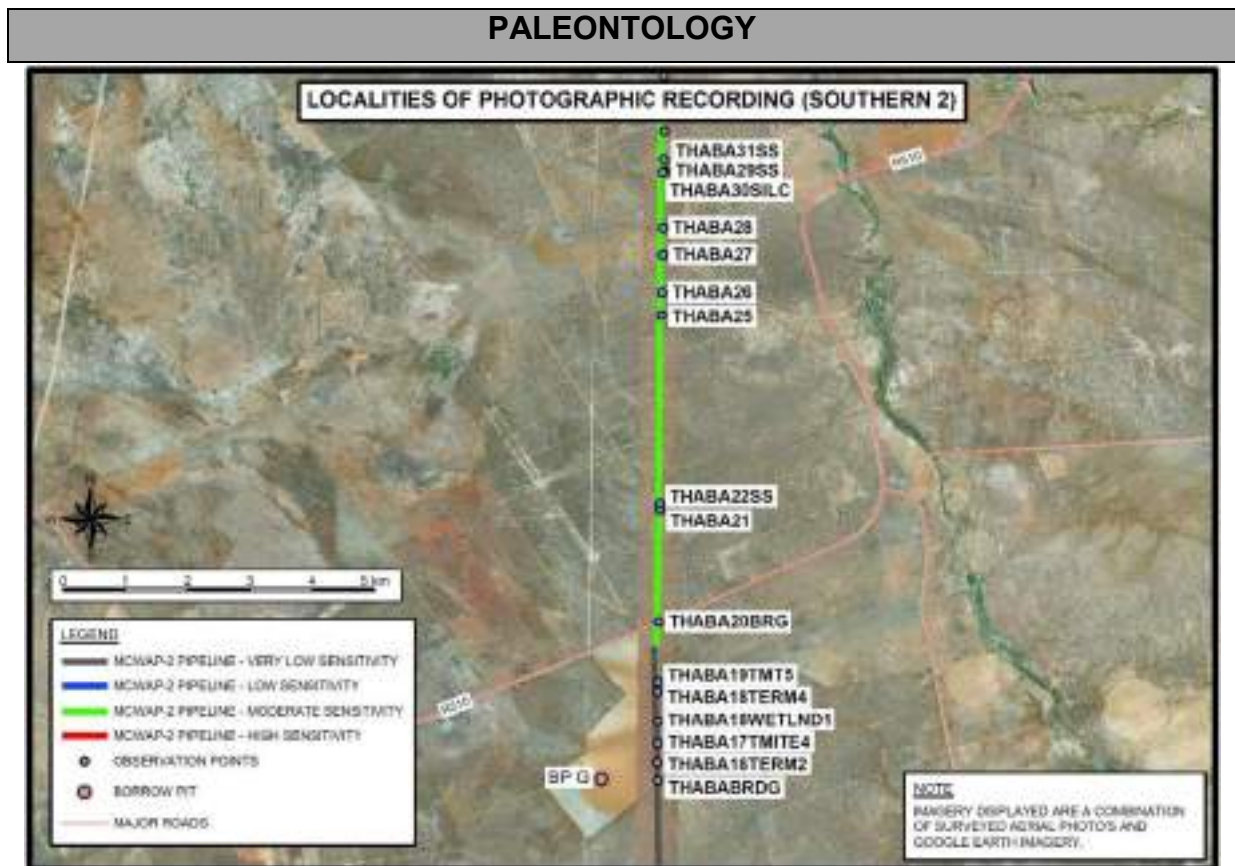 PALEONTOLOGY
LOCALITIES OF PHOTOGRAPHIC RECORDING (SOUTHERN 2)
R510
THABA31SS
THABA29SS
THABA30SILC
THABA28
THABA27
THABA26
THABA25
THABA22SS
THABA21
THABA20BRG
THABA19TMT5
THABA18TERM4
THABA18WETLND1
THABA17TMITE4
THABA16TERM2
THABABRDG
BP G
N
W
E
S
0 1 2 3 4 5 km
LEGEND
MCWAP-2 PIPELINE - VERY LOW SENSITIVITY
MCWAP-2 PIPELINE - LOW SENSITIVITY
MCWAP-2 PIPELINE - MODERATE SENSITIVITY
MCWAP-2 PIPELINE - HIGH SENSITIVITY
OBSERVATION POINTS
BORROW PIT
MAJOR ROADS
NOTE
IMAGERY DISPLAYED ARE A COMBINATION
OF SURVEYED AERIAL PHOTO'S AND
GOOGLE EARTH IMAGERY.